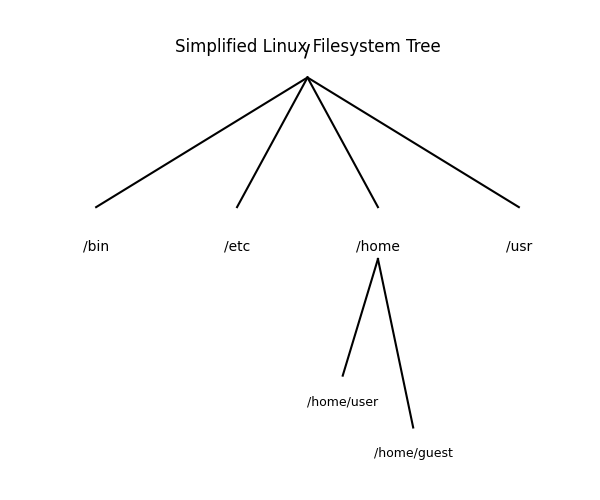 Simplified Linux Filesystem Tree
/
/bin
/etc
/home
/usr
/home/user
/home/guest